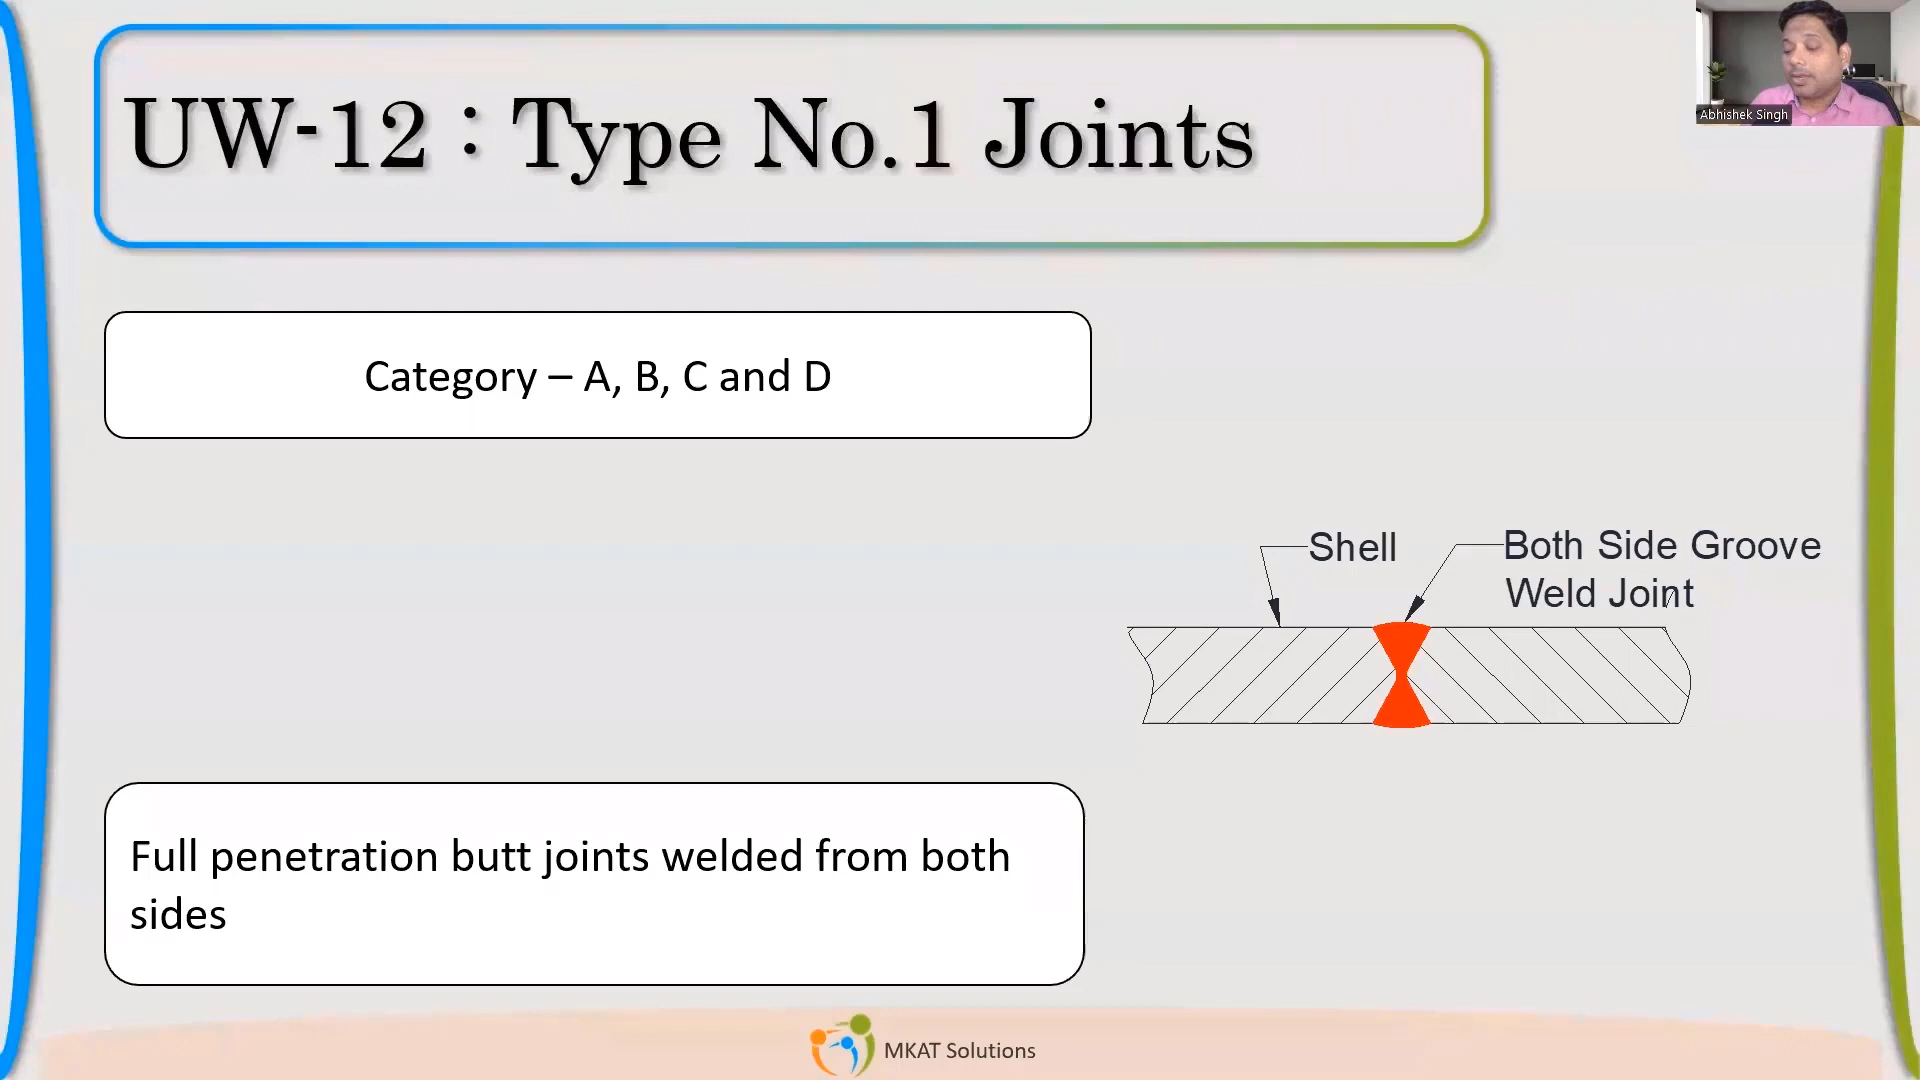 UW-12 : Type No.1 Joints
Abhishek Singh
Category – A, B, C and D
Shell
Both Side Groove
Weld Joint
Full penetration butt joints welded from both
sides
MKAT Solutions